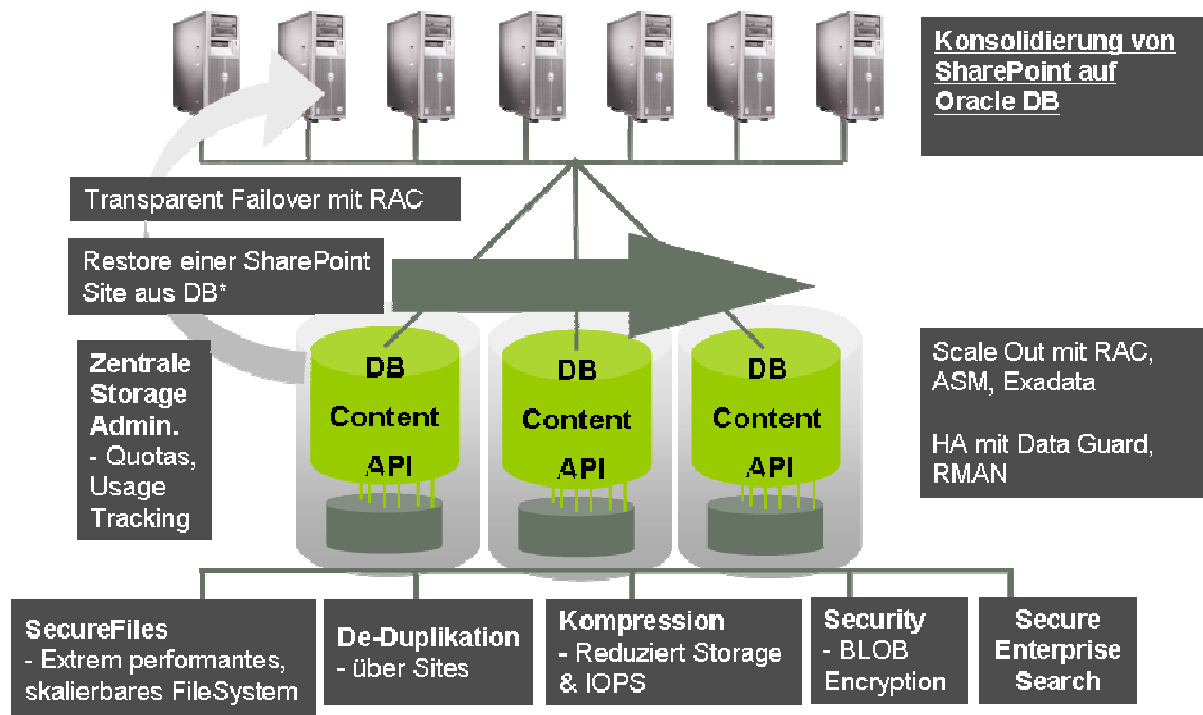 Konsolidierung von
SharePoint auf
Oracle DB
Transparent Failover mit RAC
Restore einer SharePoint
Site aus DB*
Zentrale
Storage
Admin.
- Quotas,
Usage
Tracking
DB
Content
API
DB
Content
API
DB
Content
API
Scale Out mit RAC,
ASM, Exadata
HA mit Data Guard,
RMAN
SecureFiles
- Extrem performantes,
skalierbares FileSystem
De-Duplikation
- über Sites
Kompression
- Reduziert Storage
& IOPS
Security
- BLOB
Encryption
Secure
Enterprise
Search